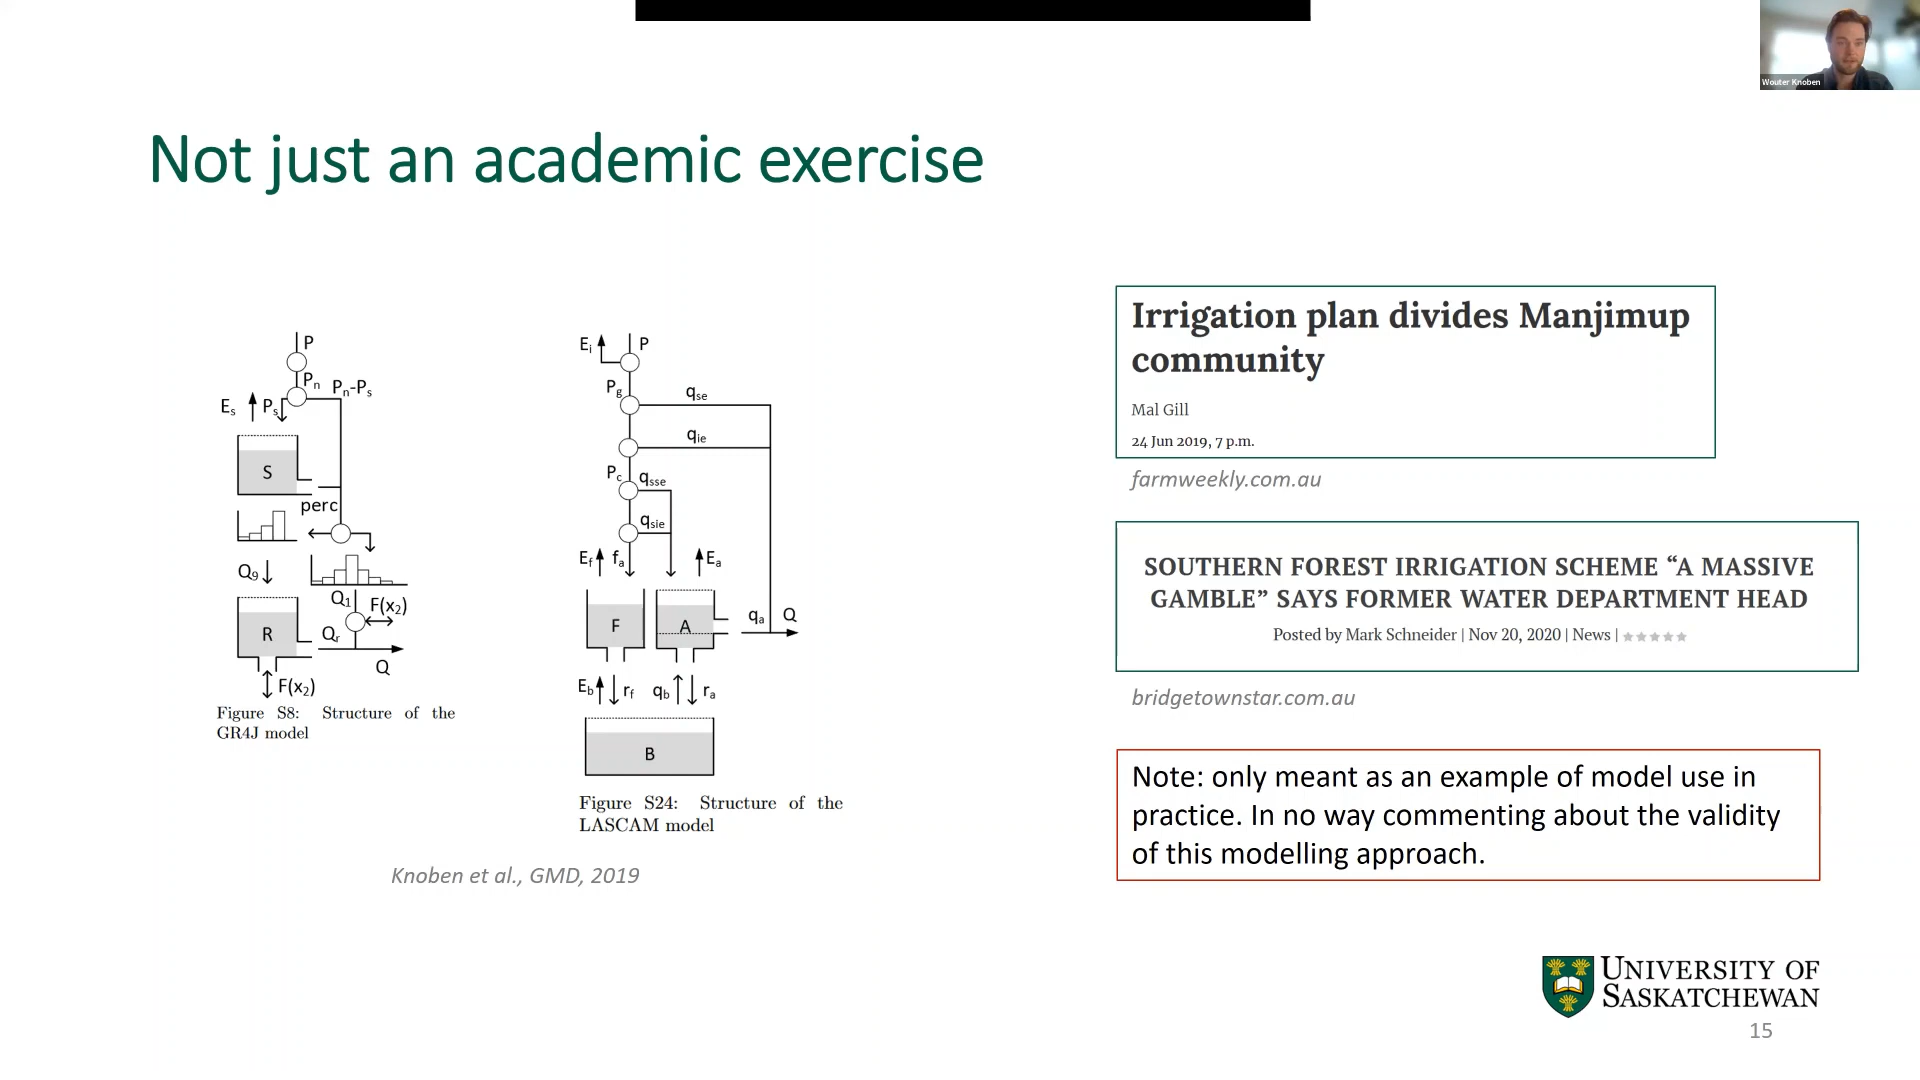 Wouter Knoben
Not just an academic exercise
P
Pn
Pn-Ps
Es
Ps
S
perc
Q9
Q1
F(x2)
R
Qr
Q
F(x2)
Figure S8: Structure of the
GR4J model
Ei
P
Pg
qse
qie
Pc
qsse
qsie
Ef
fa
Ea
F
A
qa
Q
Eb
rf
qb
ra
B
Figure S24: Structure of the
LASCAM model
Knoben et al., GMD, 2019
Irrigation plan divides Manjimup
community
Mal Gill
24 Jun 2019, 7 p.m.
farmweekly.com.au
SOUTHERN FOREST IRRIGATION SCHEME “A MASSIVE
GAMBLE” SAYS FORMER WATER DEPARTMENT HEAD
Posted by Mark Schneider | Nov 20, 2020 | News |
bridgetownstar.com.au
Note: only meant as an example of model use in
practice. In no way commenting about the validity
of this modelling approach.
UNIVERSITY OF
SASKATCHEWAN
15